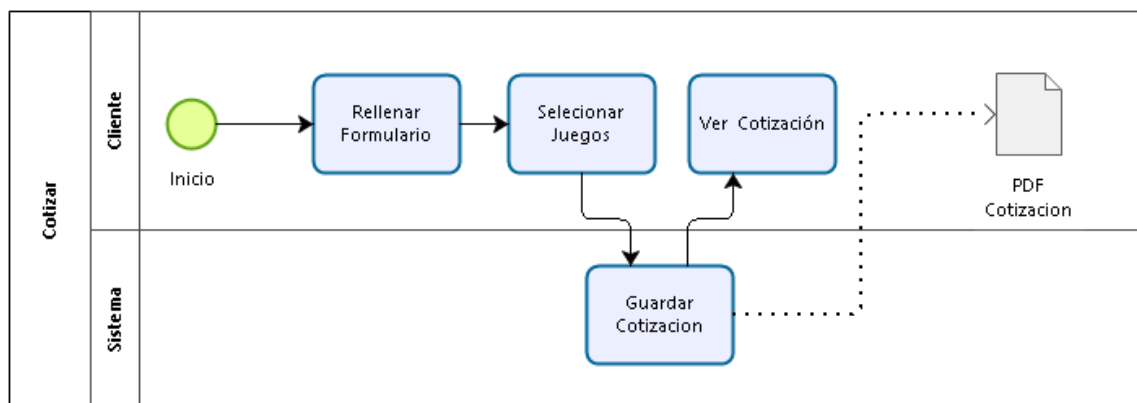 Cotizar
Cliente
Inicio
Rellenar
Formulario
Selecionar
Juegos
Ver Cotización
PDF
Cotizacion
Sistema
Guardar
Cotizacion